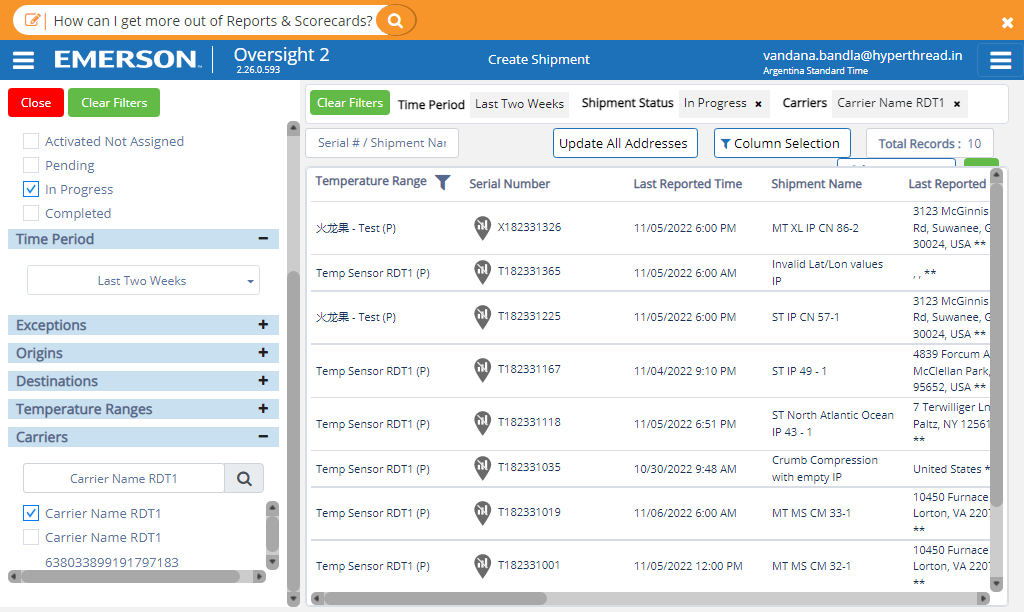 How can I get more out of Reports & Scorecards?
EMERSON
Oversight 2
2.26.0.593
Create Shipment
vandana.bandla@hyperthread.in
Argentina Standard Time
Close
Clear Filters
Activated Not Assigned
Pending
In Progress
Completed
Time Period
Last Two Weeks
Exceptions
Origins
Destinations
Temperature Ranges
Carriers
Carrier Name RDT1
Carrier Name RDT1
Carrier Name RDT1
638033899191797183
Clear Filters
Time Period
Last Two Weeks
Shipment Status
In Progress ×
Carriers
Carrier Name RDT1 ×
Serial # / Shipment Nar
Update All Addresses
Column Selection
Total Records : 10
Temperature Range
Serial Number
Last Reported Time
Shipment Name
Last Reported
火龙果 - Test (P)
X182331326
11/05/2022 6:00 PM
MT XL IP CN 86-2
3123 McGinnis
Rd, Suwanee, G
30024, USA **
Temp Sensor RDT1 (P)
T182331365
11/05/2022 6:00 AM
Invalid Lat/Lon values
IP
, , **
火龙果 - Test (P)
T182331225
11/05/2022 6:00 PM
ST IP CN 57-1
3123 McGinnis
Rd, Suwanee, G
30024, USA **
Temp Sensor RDT1 (P)
T182331167
11/04/2022 9:10 PM
ST IP 49 - 1
4839 Forcum A
McClellan Park,
95652, USA **
Temp Sensor RDT1 (P)
T182331118
11/05/2022 6:51 PM
ST North Atlantic Ocean
IP 43 - 1
7 Terwilliger Ln
Paltz, NY 12561
**
Temp Sensor RDT1 (P)
T182331035
10/30/2022 9:48 AM
Crumb Compression
with empty IP
United States *
Temp Sensor RDT1 (P)
T182331019
11/06/2022 6:00 AM
MT MS CM 33-1
10450 Furnace
Lorton, VA 2207
**
Temp Sensor RDT1 (P)
T182331001
11/05/2022 12:00 PM
MT MS CM 32-1
10450 Furnace
Lorton, VA 2207
**